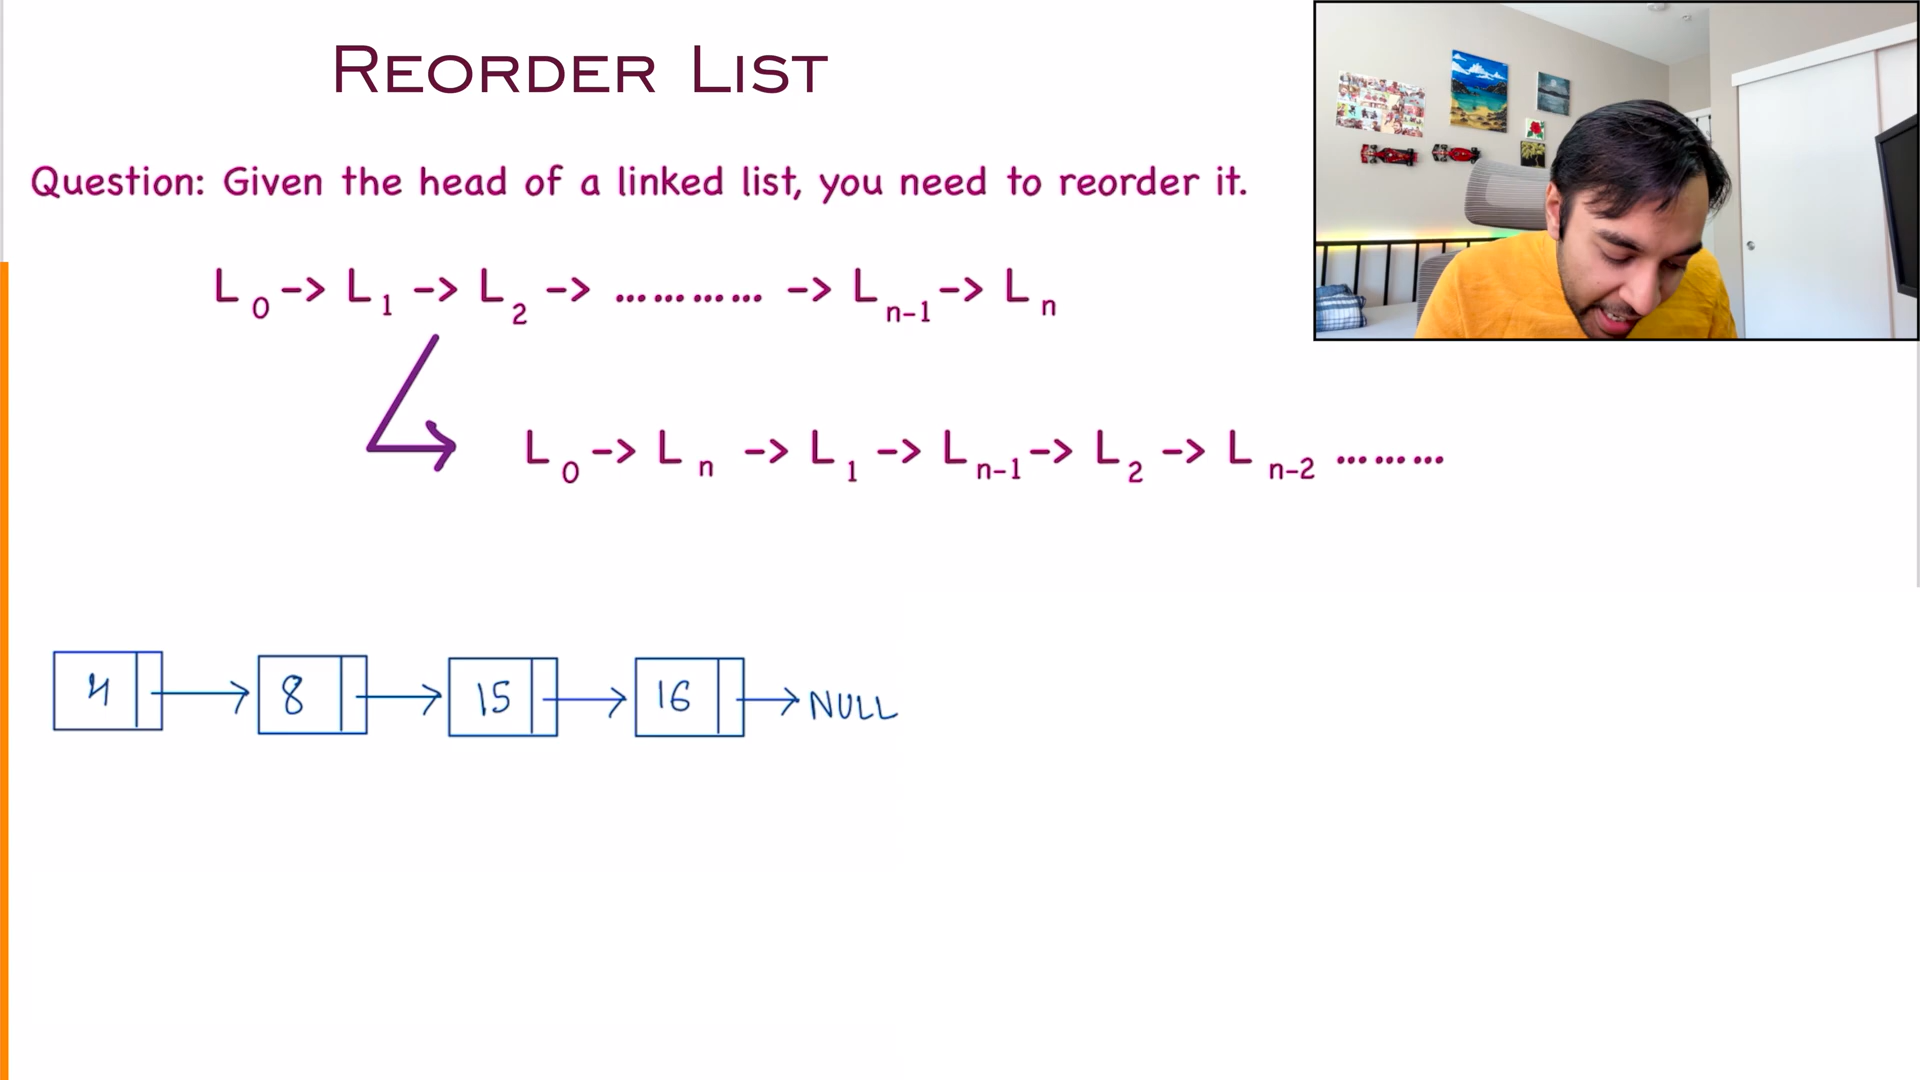 REORDER LIST
Question: Given the head of a linked list, you need to reorder it.
L0 -> L1 -> L2 -> ............ -> Ln-1 -> Ln
L0 -> Ln -> L1 -> Ln-1 -> L2 -> Ln-2 .........
4 8 15 16 NULL